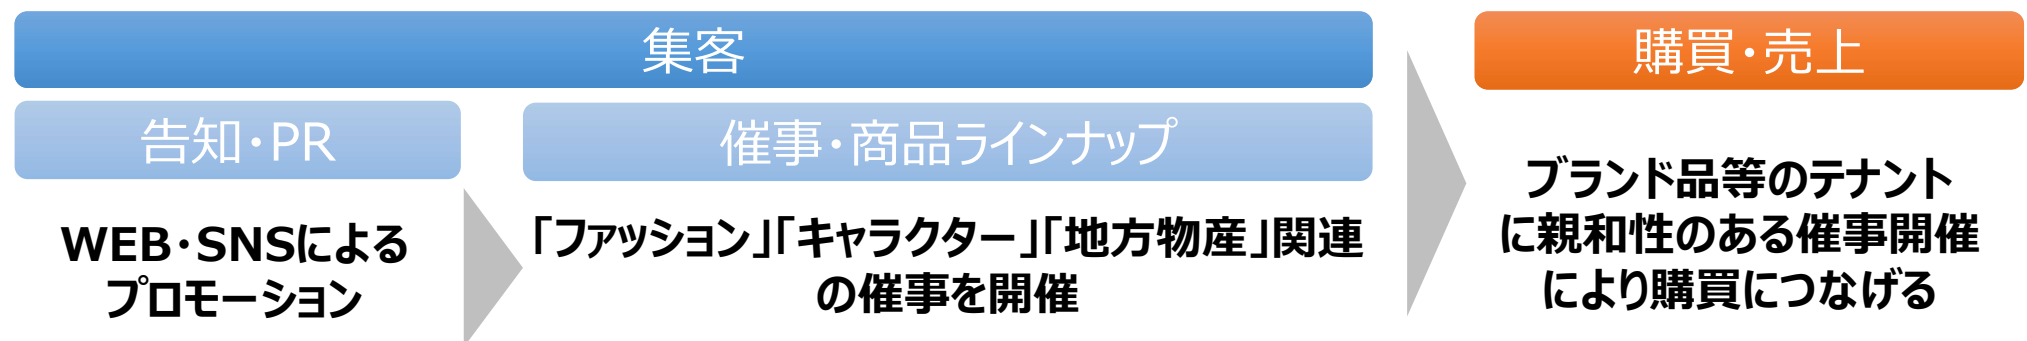 集客
告知・PR
WEB・SNSによる
プロモーション
催事・商品ラインナップ
「ファッション」「キャラクター」「地方物産」関連
の催事を開催
購買・売上
ブランド品等のテナント
に親和性のある催事開催
により購買につなげる